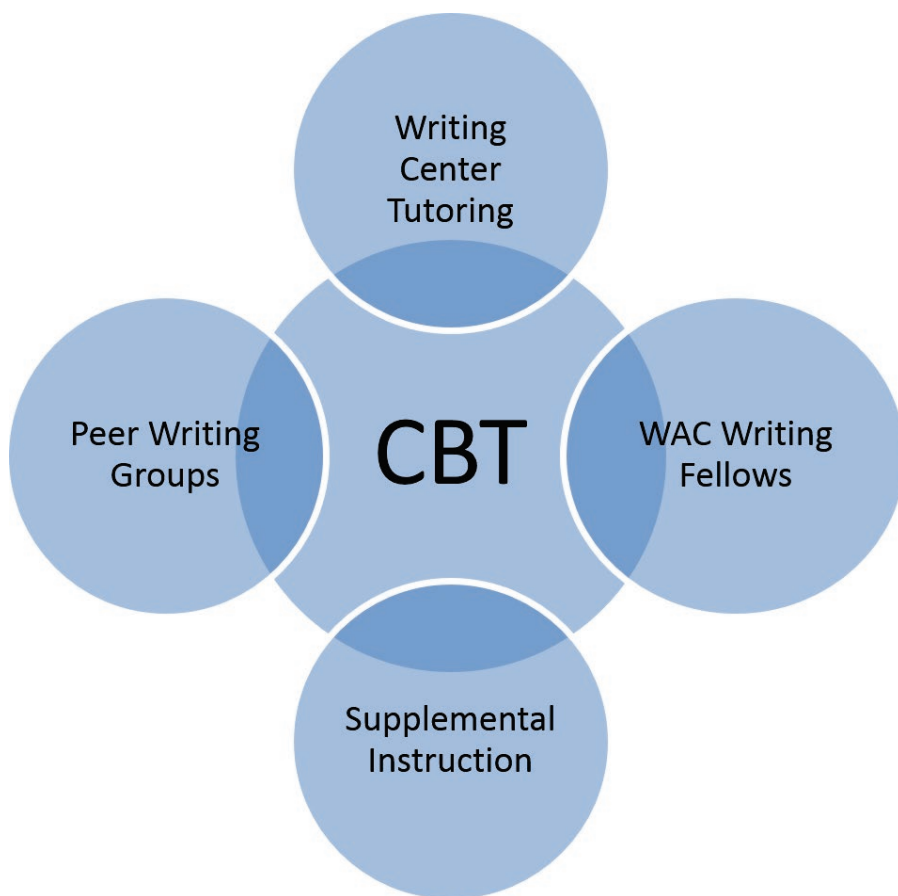 Writing
Center
Tutoring
Peer Writing
Groups
CBT
WAC Writing
Fellows
Supplemental
Instruction